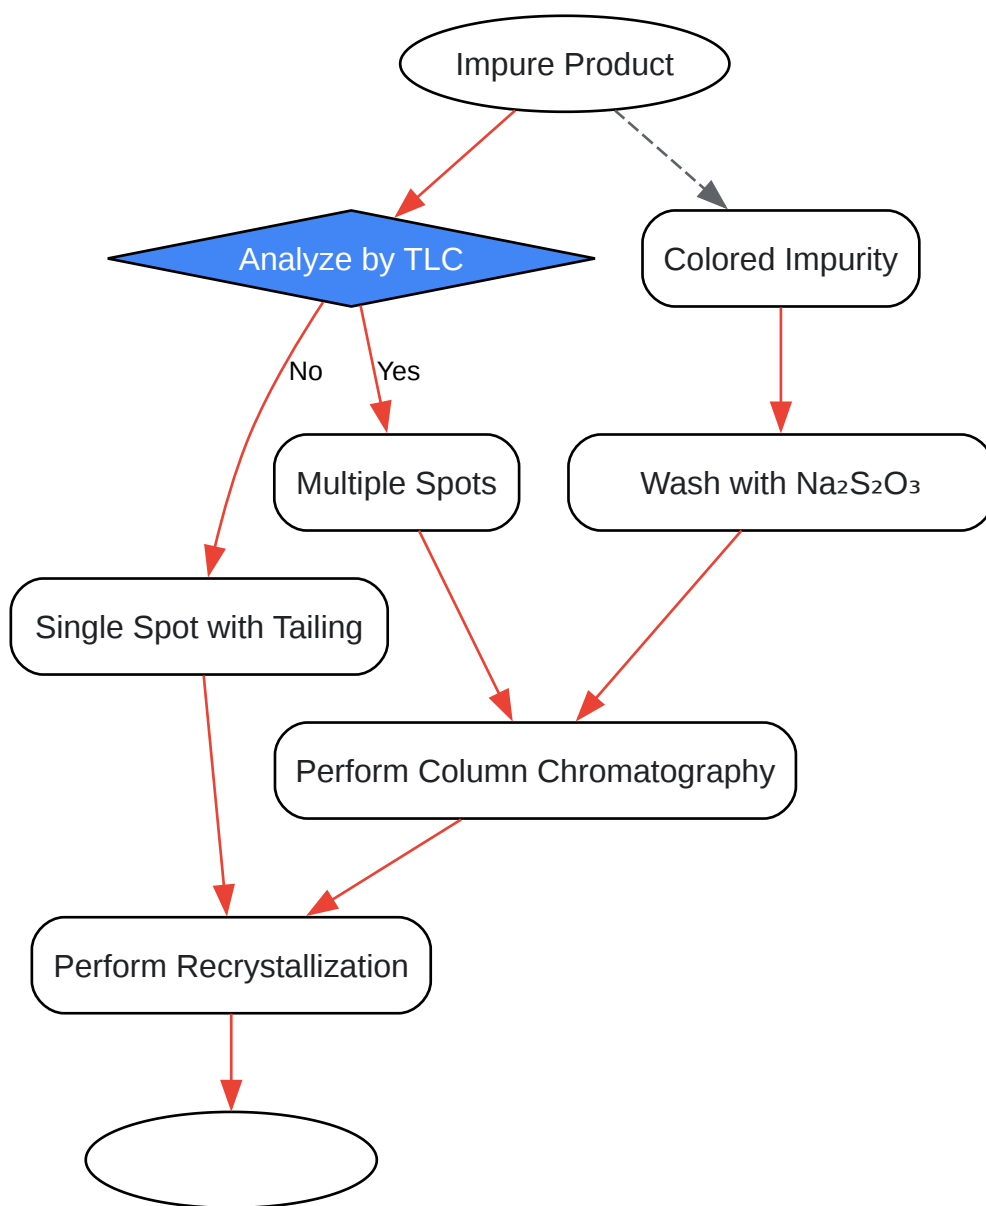 Impure Product
Analyze by TLC
Colored Impurity
No
Yes
Multiple Spots
Wash with Na₂S₂O₃
Single Spot with Tailing
Perform Column Chromatography
Perform Recrystallization